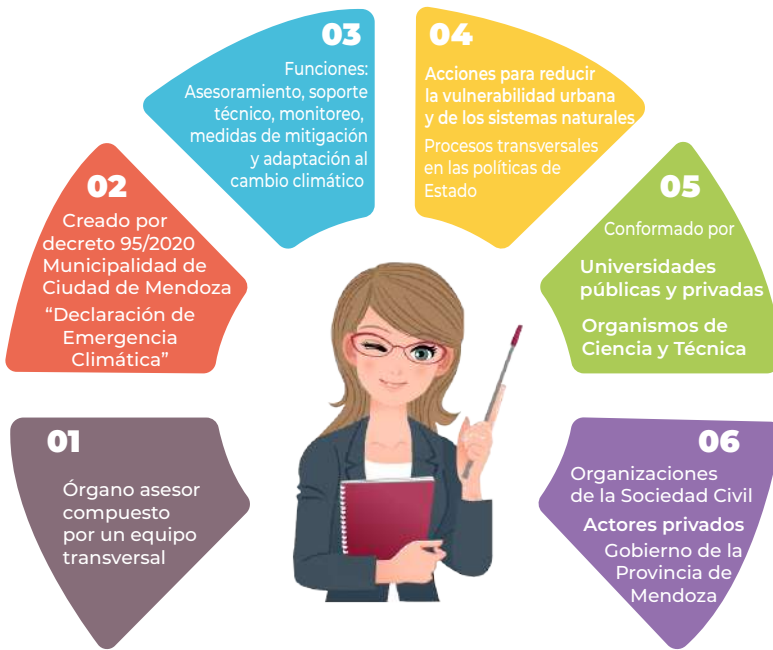 01
Órgano asesor
compuesto
por un equipo
transversal
02
Creado por
decreto 95/2020
Municipalidad de
Ciudad de Mendoza
“Declaración de
Emergencia
Climática”
03
Funciones:
Asesoramiento, soporte
técnico, monitoreo,
medidas de mitigación
y adaptación al
cambio climático
04
Acciones para reducir
la vulnerabilidad urbana
y de los sistemas naturales
Procesos transversales
en las políticas de
Estado
05
Conformado por
Universidades
públicas y privadas
Organismos de
Ciencia y Técnica
06
Organizaciones
de la Sociedad Civil
Actores privados
Gobierno de la
Provincia de
Mendoza